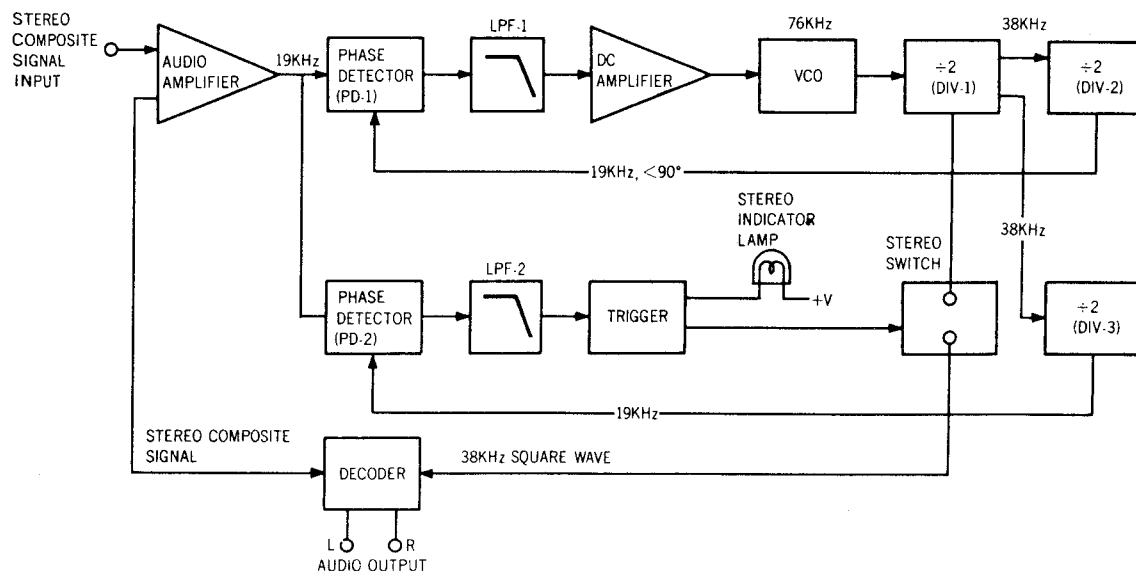 STEREO
COMPOSITE
SIGNAL
INPUT
AUDIO
AMPLIFIER
19KHz
PHASE
DETECTOR
(PD-1)
LPF-1
DC
AMPLIFIER
76KHz
VCO
÷2
(DIV-1)
38KHz
÷2
(DIV-2)
19KHz, <90°
38KHz
STEREO
INDICATOR
LAMP
+V
STEREO
SWITCH
PHASE
DETECTOR
(PD-2)
LPF-2
TRIGGER
÷2
(DIV-3)
19KHz
STEREO COMPOSITE
SIGNAL
DECODER
38KHz SQUARE WAVE
L R
AUDIO OUTPUT